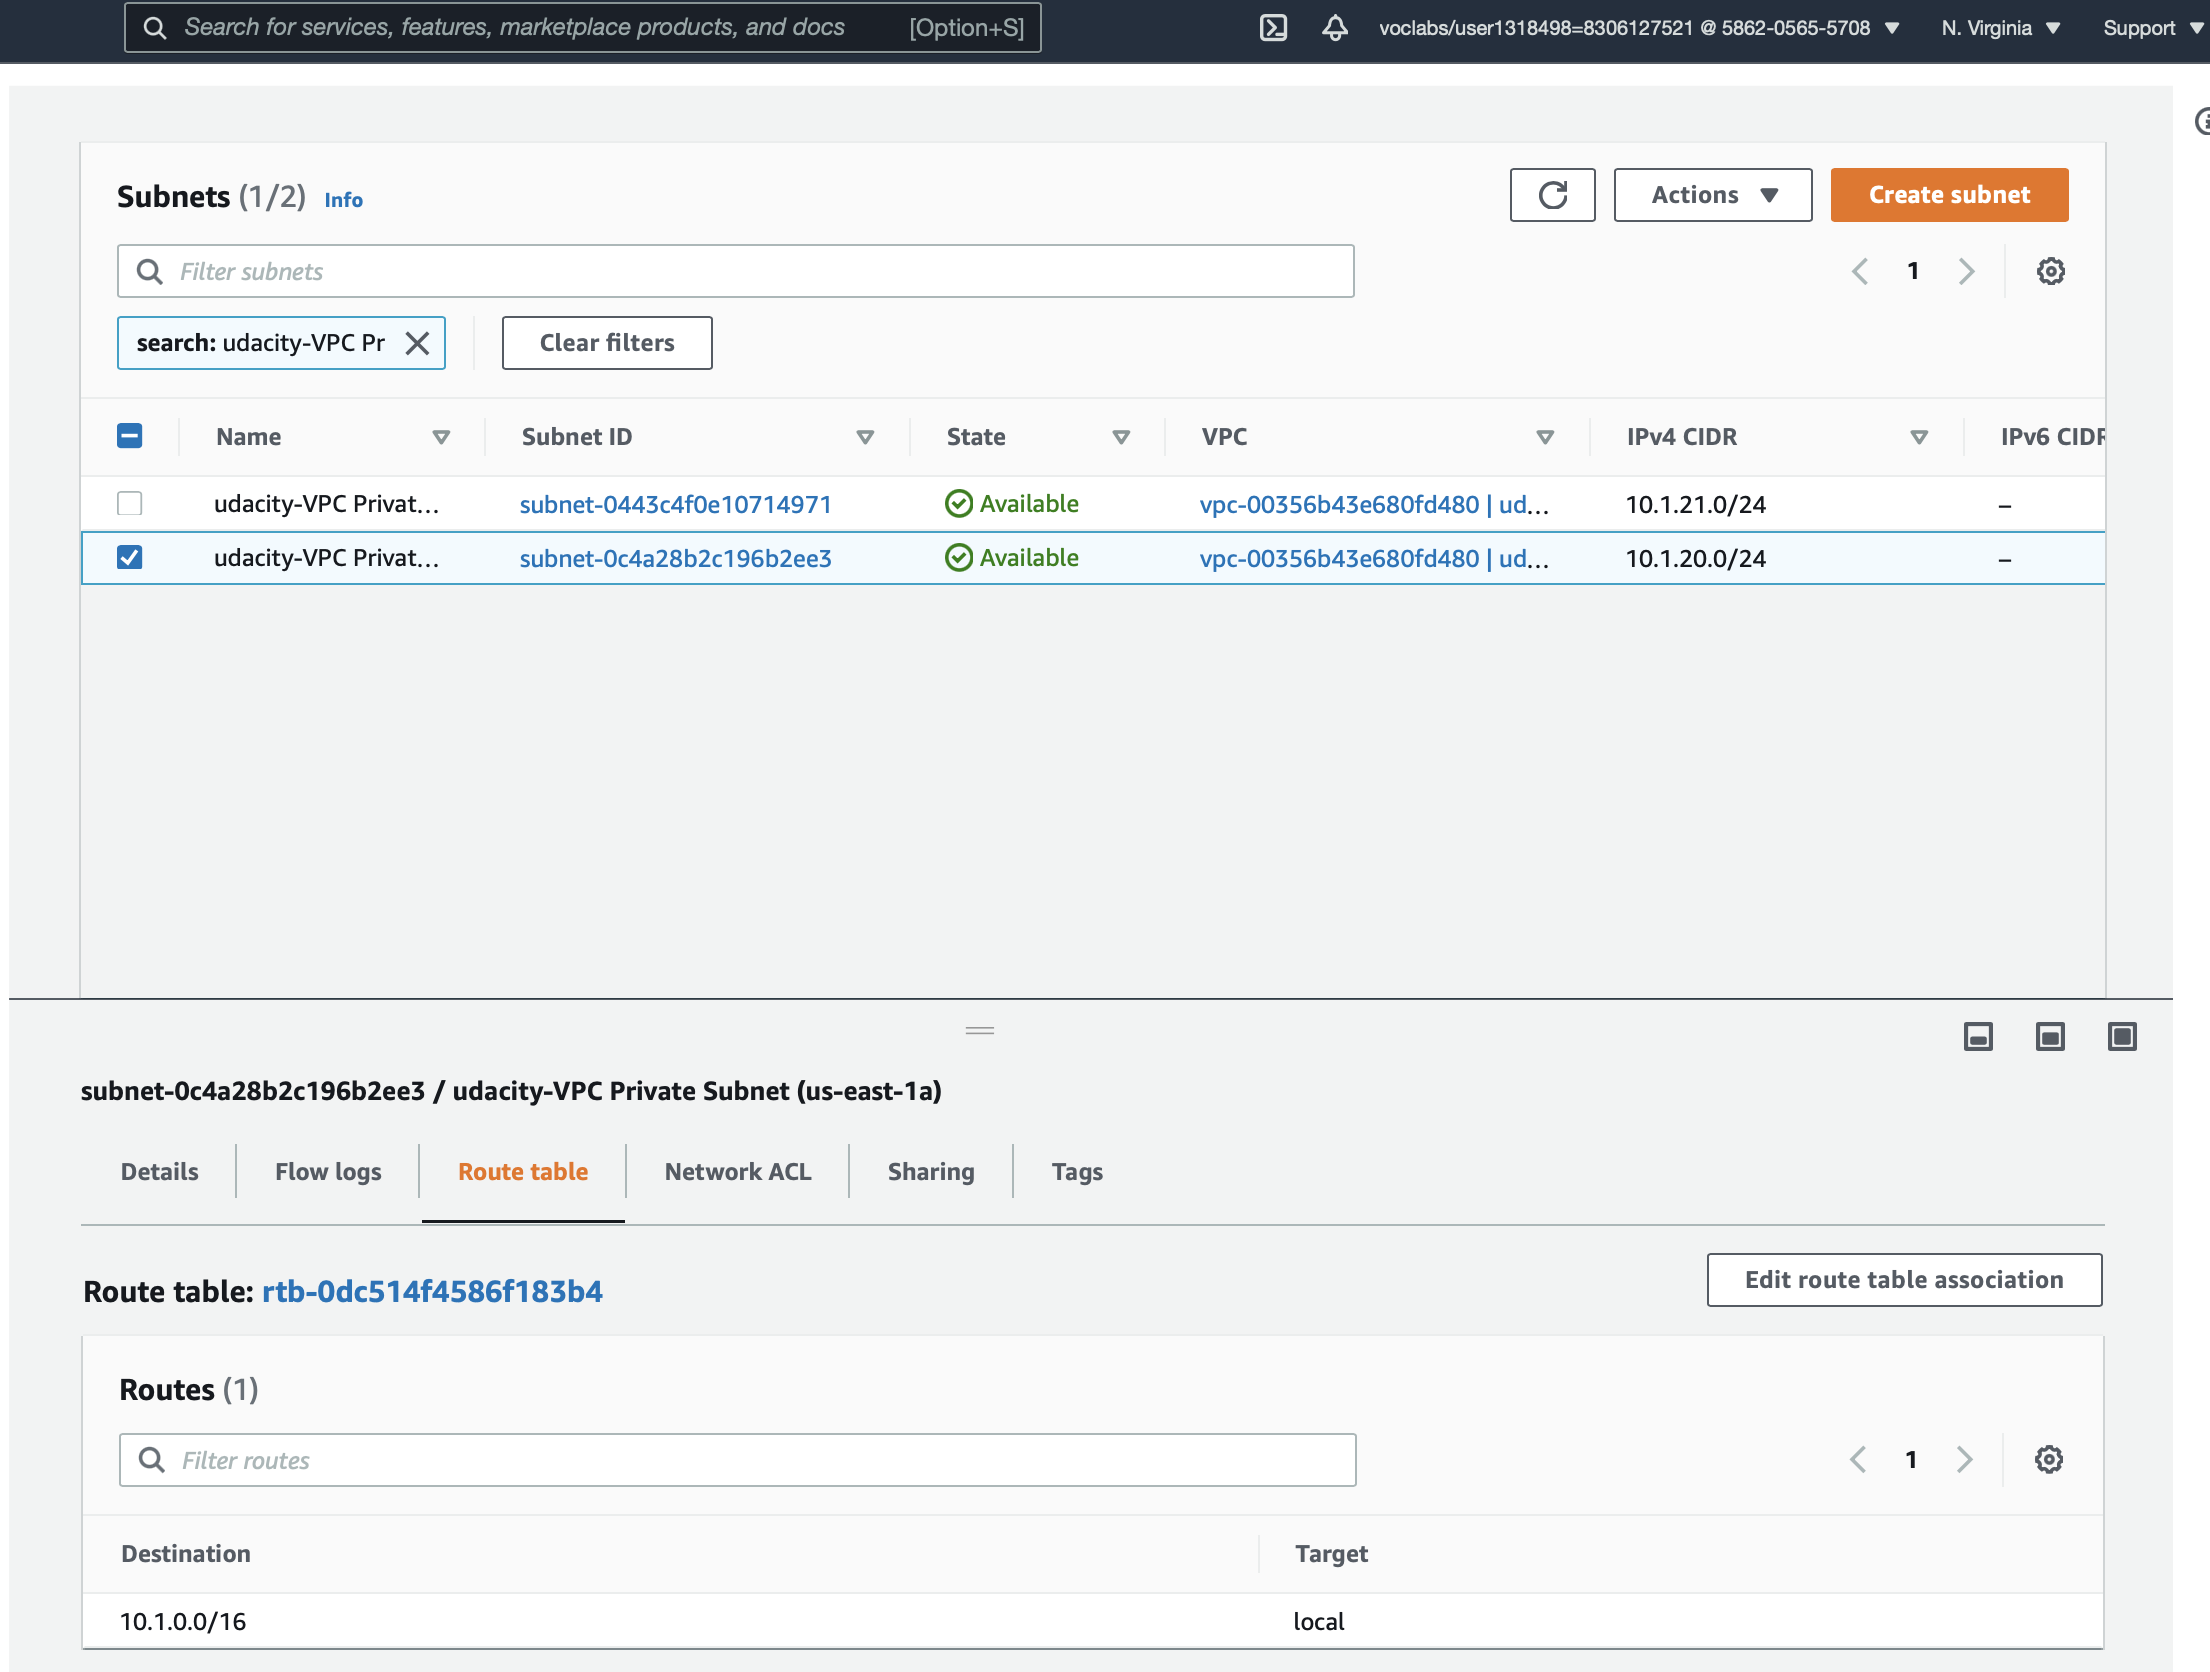 Search for services, features, marketplace products, and docs [Option+S] voclabs/user1318498=8306127521 @ 5862-0565-5708 N. Virginia Support
Subnets (1/2) Info Actions Create subnet
Filter subnets 1
search: udacity-VPC Pr Clear filters
Name Subnet ID State VPC IPv4 CIDR IPv6 CIDR
udacity-VPC Privat... subnet-0443c4f0e10714971 Available vpc-00356b43e680fd480 | ud... 10.1.21.0/24 –
udacity-VPC Privat... subnet-0c4a28b2c196b2ee3 Available vpc-00356b43e680fd480 | ud... 10.1.20.0/24 –
subnet-0c4a28b2c196b2ee3 / udacity-VPC Private Subnet (us-east-1a)
Details Flow logs Route table Network ACL Sharing Tags
Route table: rtb-0dc514f4586f183b4 Edit route table association
Routes (1)
Filter routes 1
Destination Target
10.1.0.0/16 local